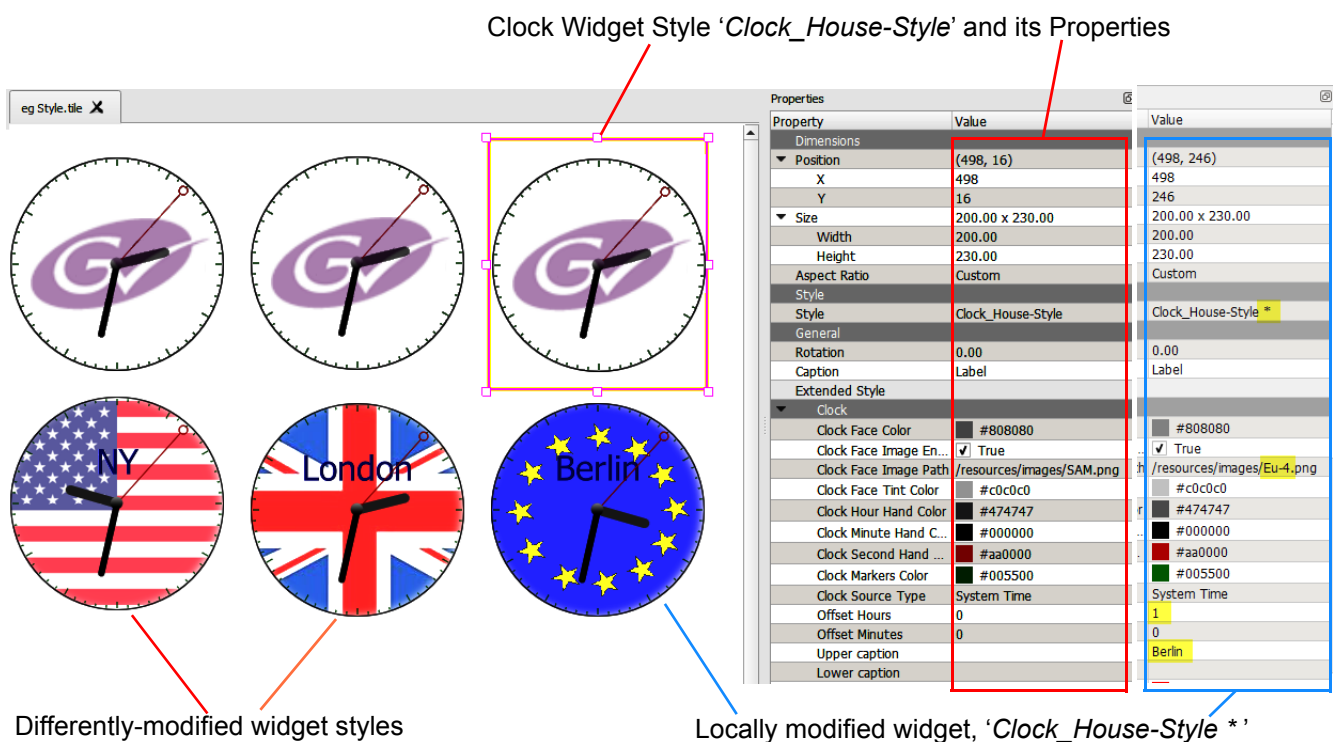 Clock Widget Style ‘Clock_House-Style’ and its Properties
eg Style.tile X
NY
London
Berlin
Properties
Property Value
Dimensions
Position (498, 16)
X 498
Y 16
Size 200.00 x 230.00
Width 200.00
Height 230.00
Aspect Ratio Custom
Style
Style Clock_House-Style
General
Rotation 0.00
Caption Label
Extended Style
Clock
Clock Face Color #808080
Clock Face Image En... True
Clock Face Image Path /resources/images/SAM.png
Clock Face Tint Color #c0c0c0
Clock Hour Hand Color #474747
Clock Minute Hand C... #000000
Clock Second Hand ... #aa0000
Clock Markers Color #005500
Clock Source Type System Time
Offset Hours 0
Offset Minutes 0
Upper caption
Lower caption
Value
(498, 246)
498
246
200.00 x 230.00
200.00
230.00
Custom
Clock_House-Style *
0.00
Label
#808080
True
/resources/images/Eu-4.png
#c0c0c0
#474747
#000000
#aa0000
#005500
System Time
1
0
Berlin
Differently-modified widget styles
Locally modified widget, ‘Clock_House-Style * ’